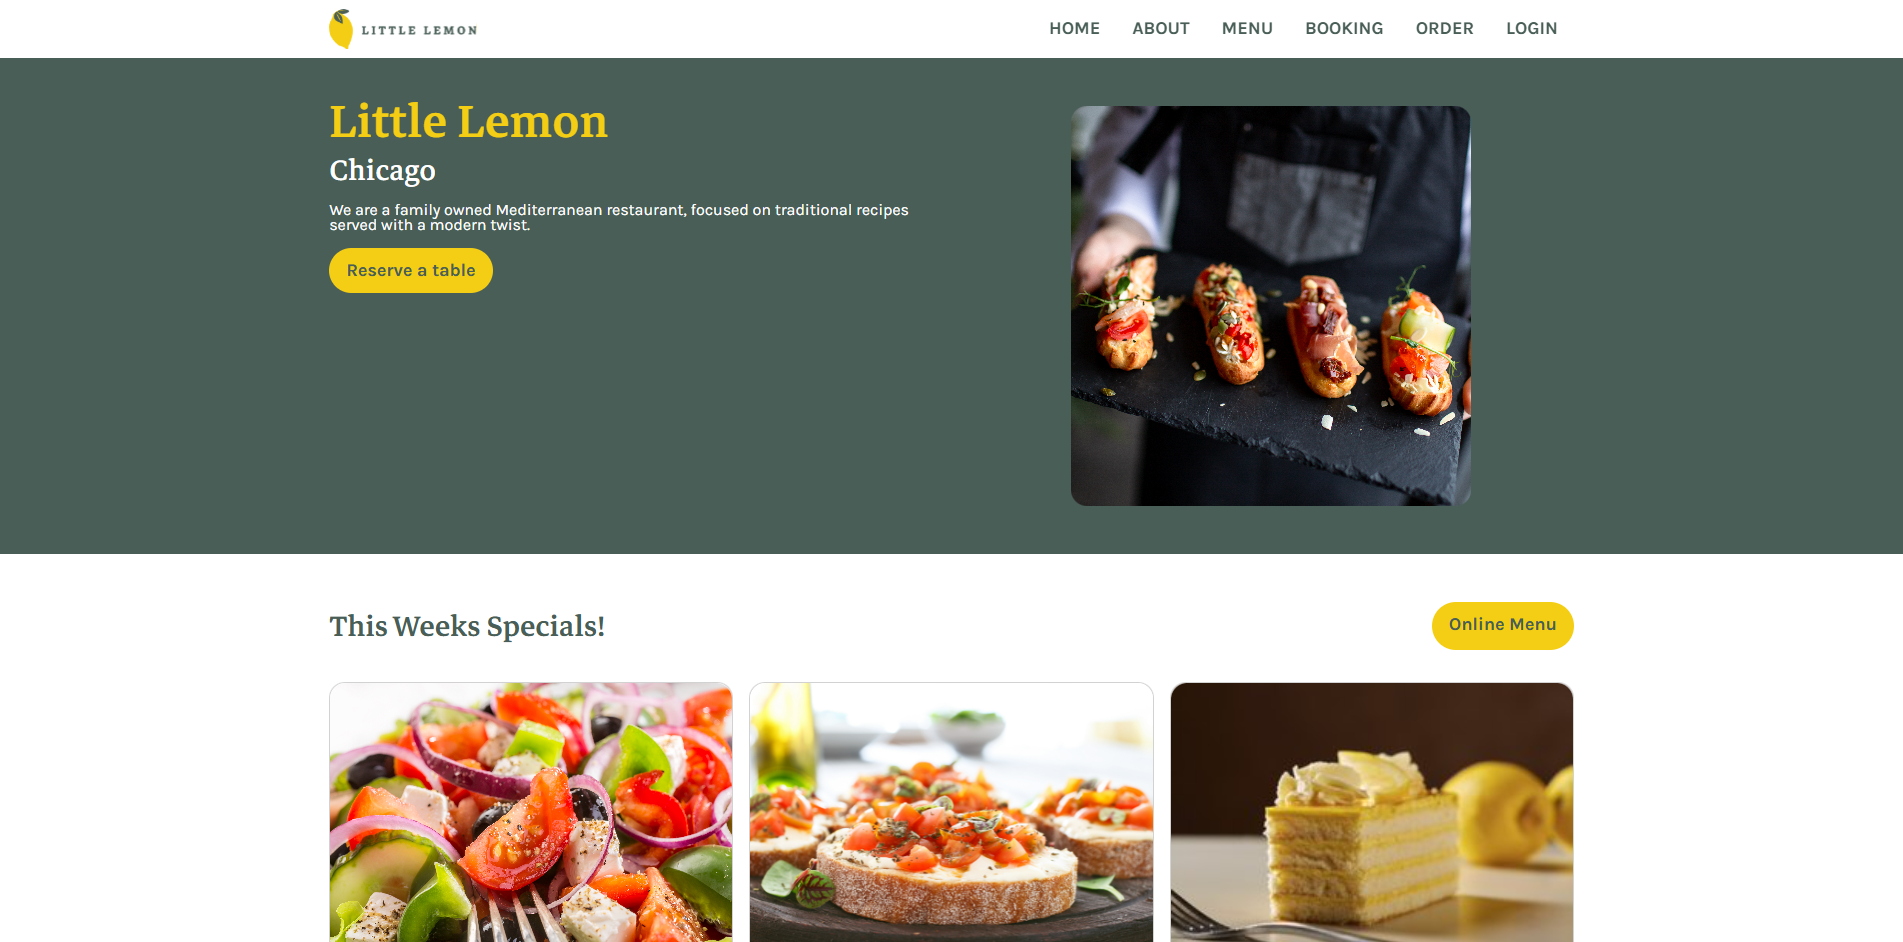 LITTLE LEMON
HOME ABOUT MENU BOOKING ORDER LOGIN
Little Lemon
Chicago
We are a family owned Mediterranean restaurant, focused on traditional recipes
served with a modern twist.
Reserve a table
This Weeks Specials!
Online Menu